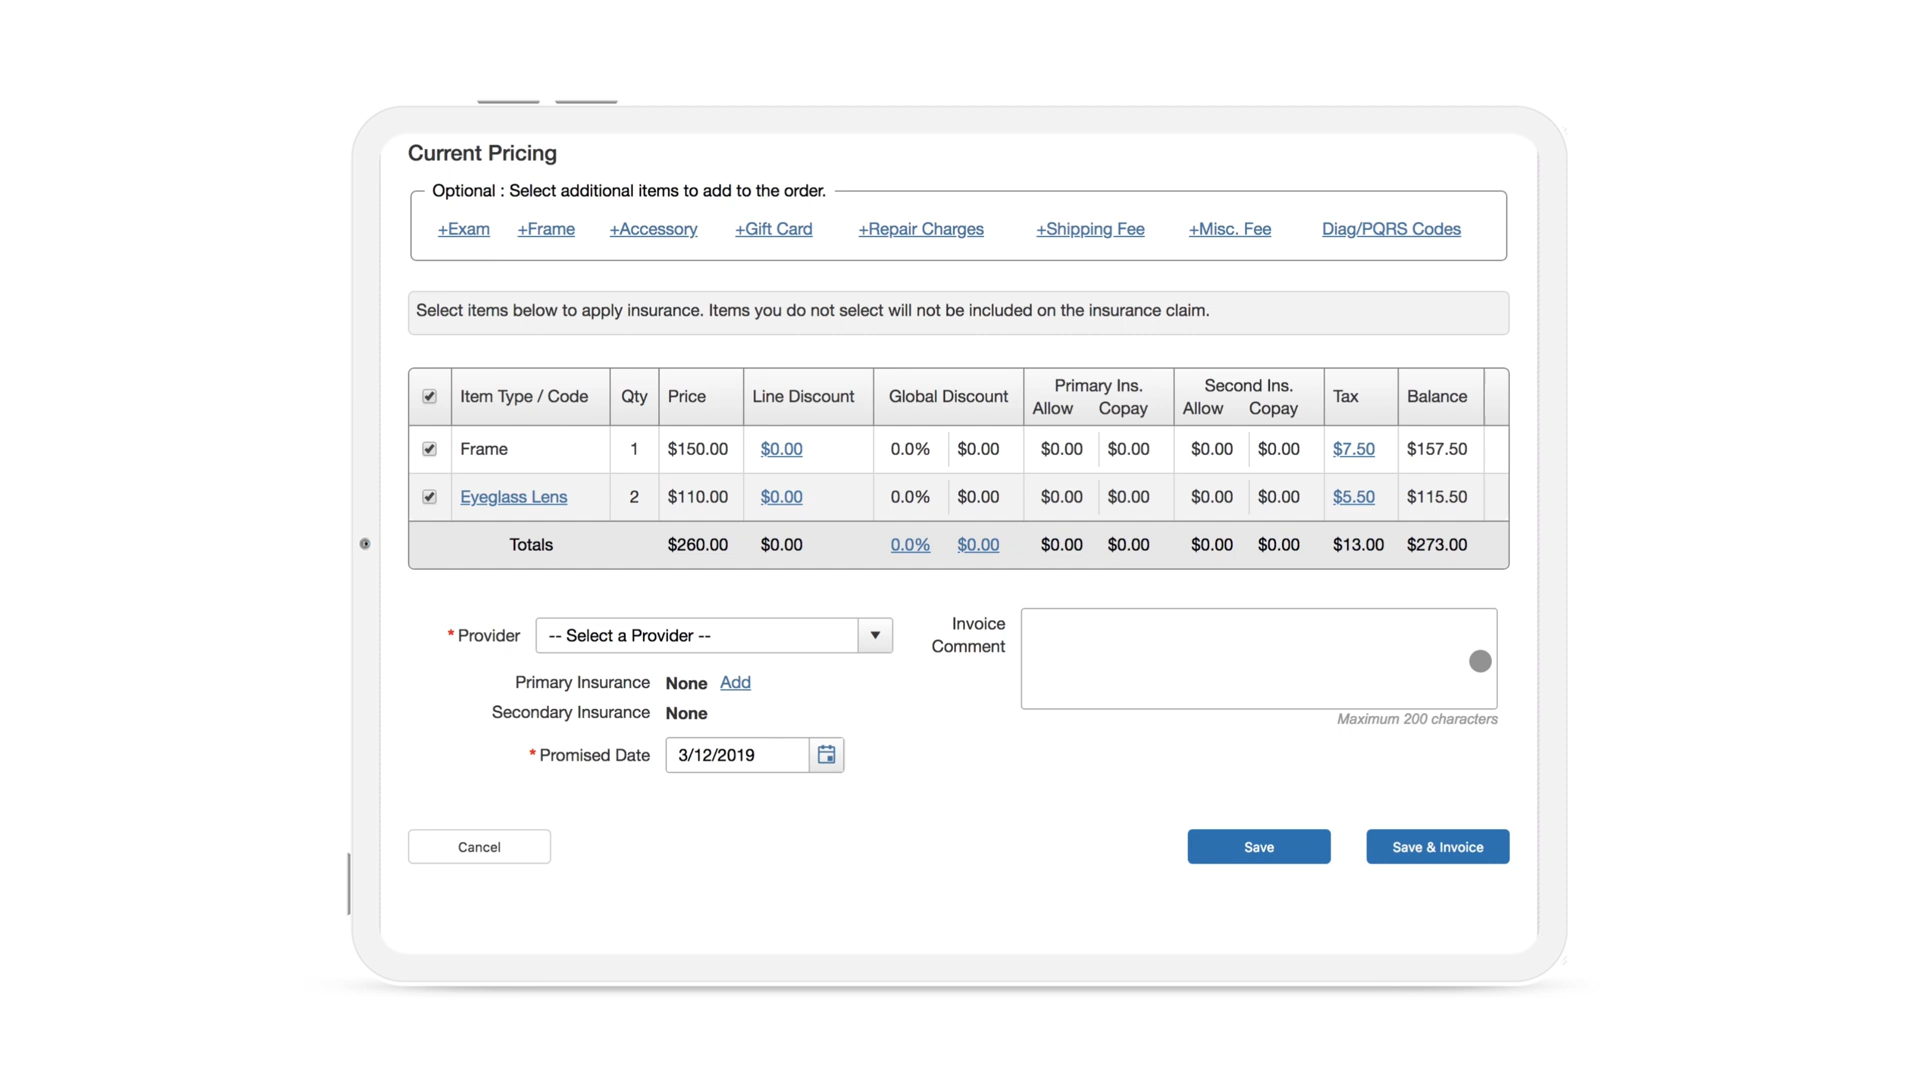 Current Pricing
Optional : Select additional items to add to the order.
+Exam +Frame +Accessory +Gift Card +Repair Charges +Shipping Fee +Misc. Fee Diag/PQRS Codes
Select items below to apply insurance. Items you do not select will not be included on the insurance claim.
Item Type / Code Qty Price Line Discount Global Discount Primary Ins. Allow Copay Second Ins. Allow Copay Tax Balance
Frame 1 $150.00 $0.00 0.0% $0.00 $0.00 $0.00 $0.00 $0.00 $7.50 $157.50
Eyeglass Lens 2 $110.00 $0.00 0.0% $0.00 $0.00 $0.00 $0.00 $0.00 $5.50 $115.50
Totals $260.00 $0.00 0.0% $0.00 $0.00 $0.00 $0.00 $0.00 $13.00 $273.00
* Provider -- Select a Provider --
Primary Insurance None Add
Secondary Insurance None
* Promised Date 3/12/2019
Invoice
Comment
Maximum 200 characters
Cancel Save Save & Invoice